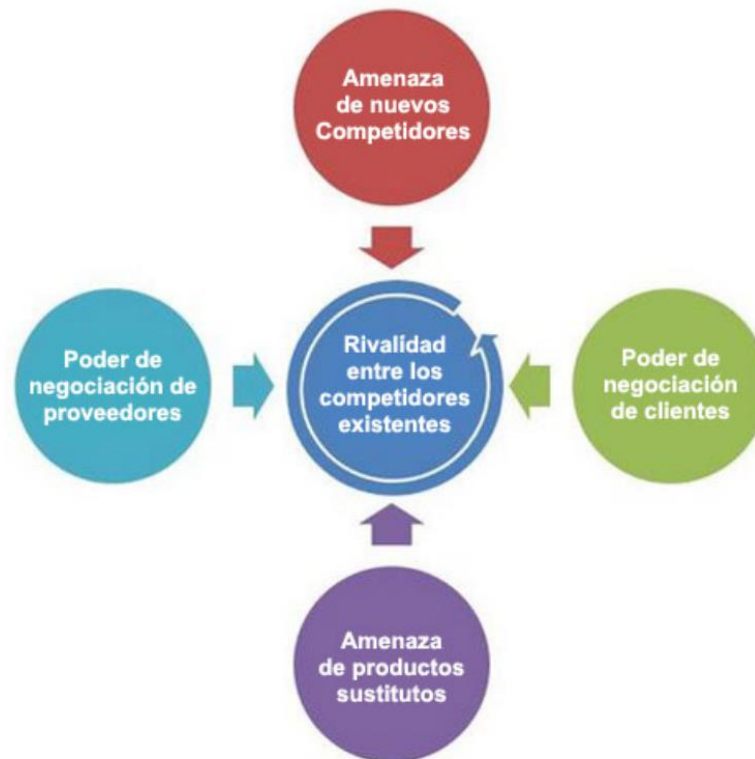 Amenaza
de nuevos
Competidores
Poder de
negociación de
proveedores
Rivalidad
entre los
competidores
existentes
Poder de
negociación
de clientes
Amenaza
de productos
sustitutos